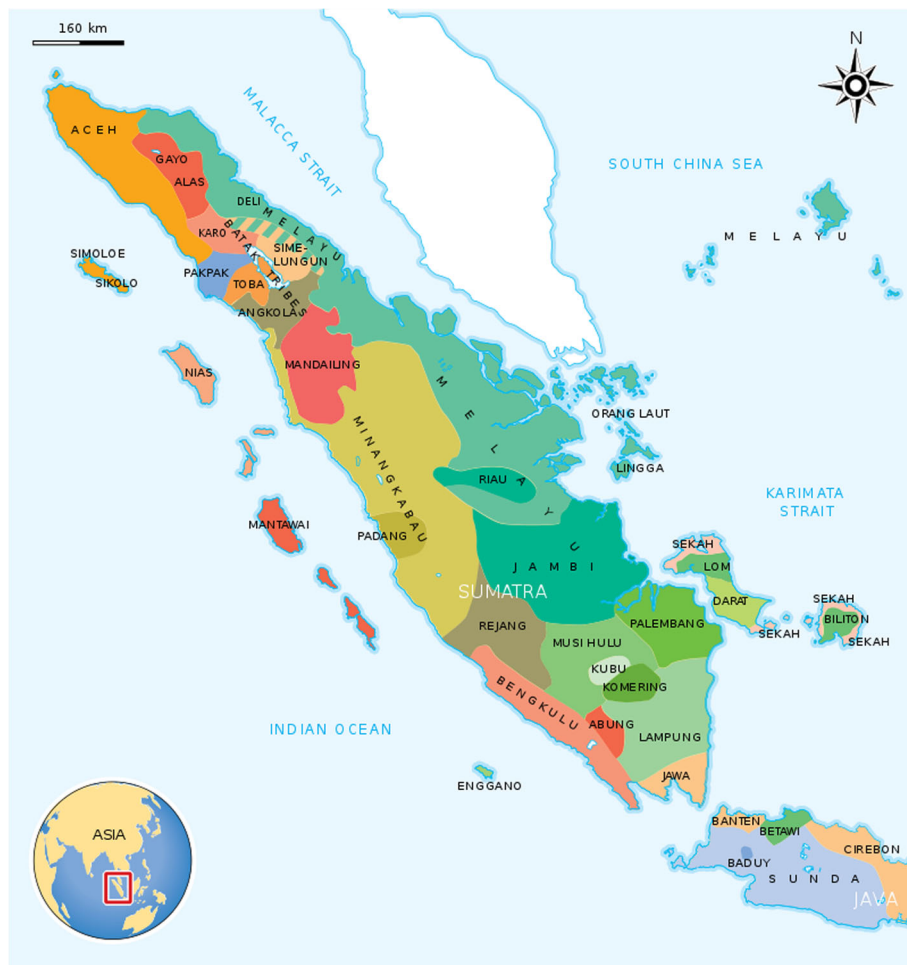 160 km
N
ACEH
MALACCA STRAIT
GAYO
ALAS
SOUTH CHINA SEA
DELI
MELAYU
KARO
BATAK TRIBES
SIME-
LUNGUN
MELAYU
SIMOLOE
SIKOLO
PAKPAK
TOBA
ANGKOLAS
NIAS
MANDAILING
MELAYU
ORANG LAUT
MINANGKABAU
RIAU
LINGGA
KARIMATA
STRAIT
MANTAWAI
PADANG
SEKAH
LOM
JAMBI
SUMATRA
DARAT
SEKAH
REJANG
PALEMBANG
SEKAH
BILITON
SEKAH
MUSI HULU
KUBU
KOMERING
BENGKULU
ABUNG
LAMPUNG
INDIAN OCEAN
ENGGANO
JAWA
ASIA
BANTEN
BETAWI
CIREBON
BADUY
SUNDA
JAVA